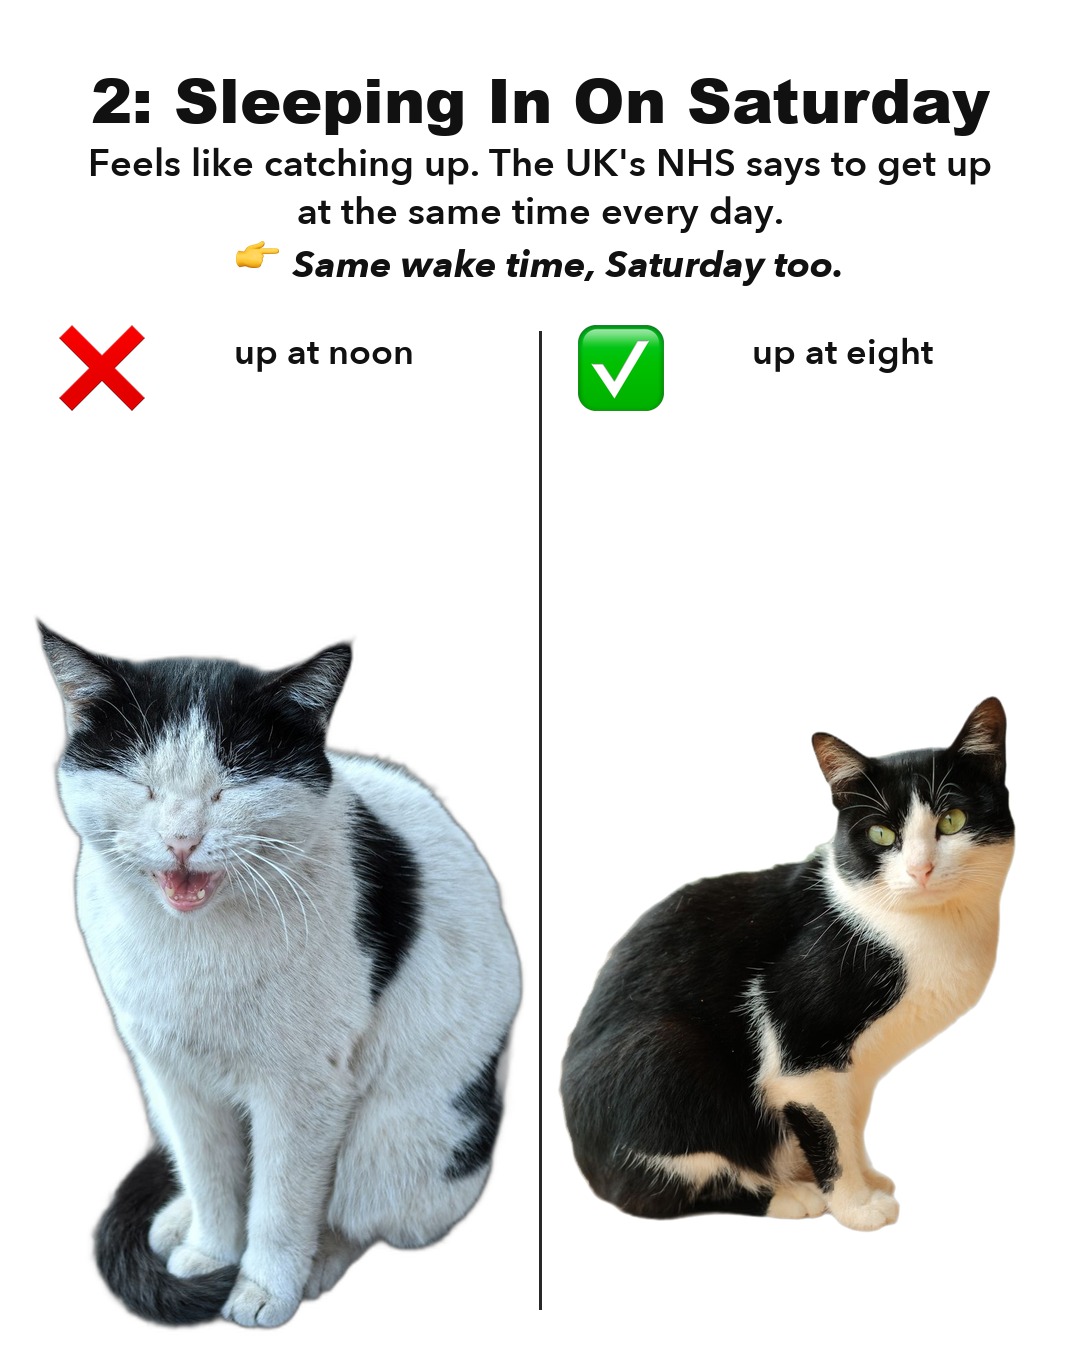 2: Sleeping In On Saturday
Feels like catching up. The UK's NHS says to get up
at the same time every day.
👉 Same wake time, Saturday too.
❌ up at noon
✅ up at eight